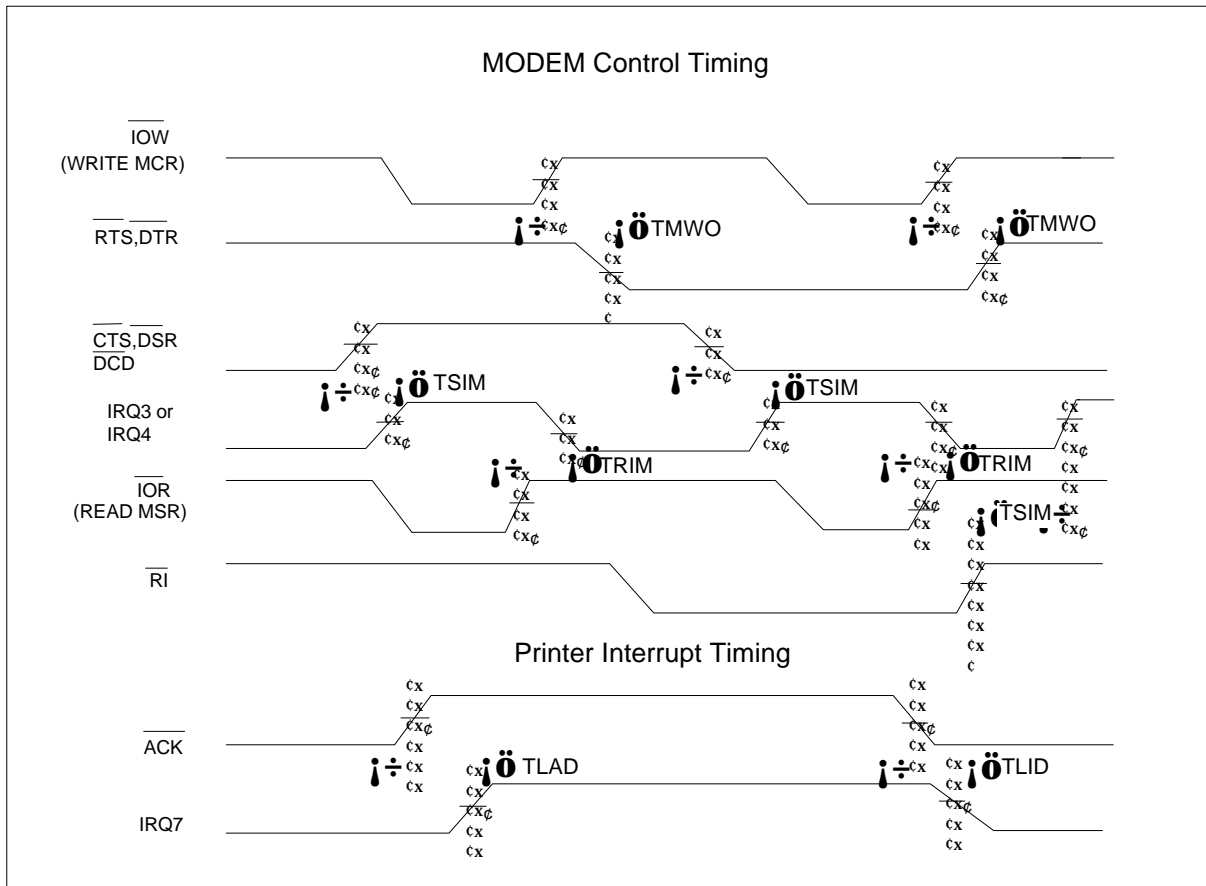 MODEM Control Timing
IOW
(WRITE MCR)
RTS,DTR
TMWO
TMWO
CTS,DSR
DCD
TSIM
TSIM
IRQ3 or
IRQ4
TRIM
TRIM
IOR
(READ MSR)
TSIM
RI
Printer Interrupt Timing
ACK
TLAD
TLID
IRQ7